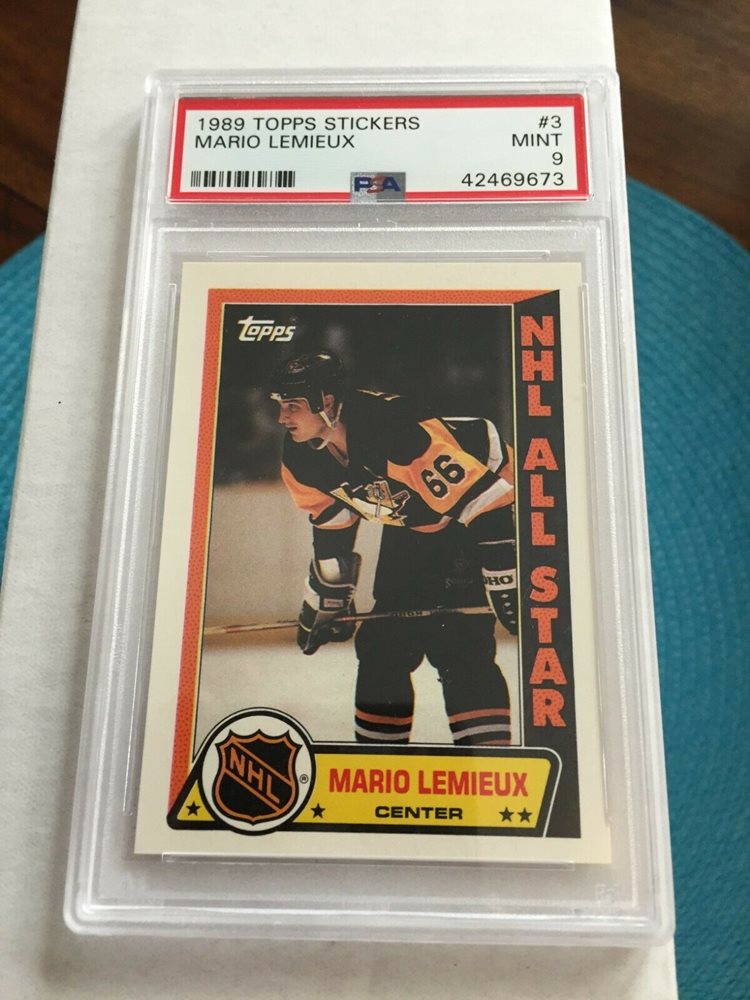 1989 TOPPS STICKERS #3
MARIO LEMIEUX MINT
9
PSA 42469673
topps
NHL ALL STAR
66
NHL
®
MARIO LEMIEUX
CENTER